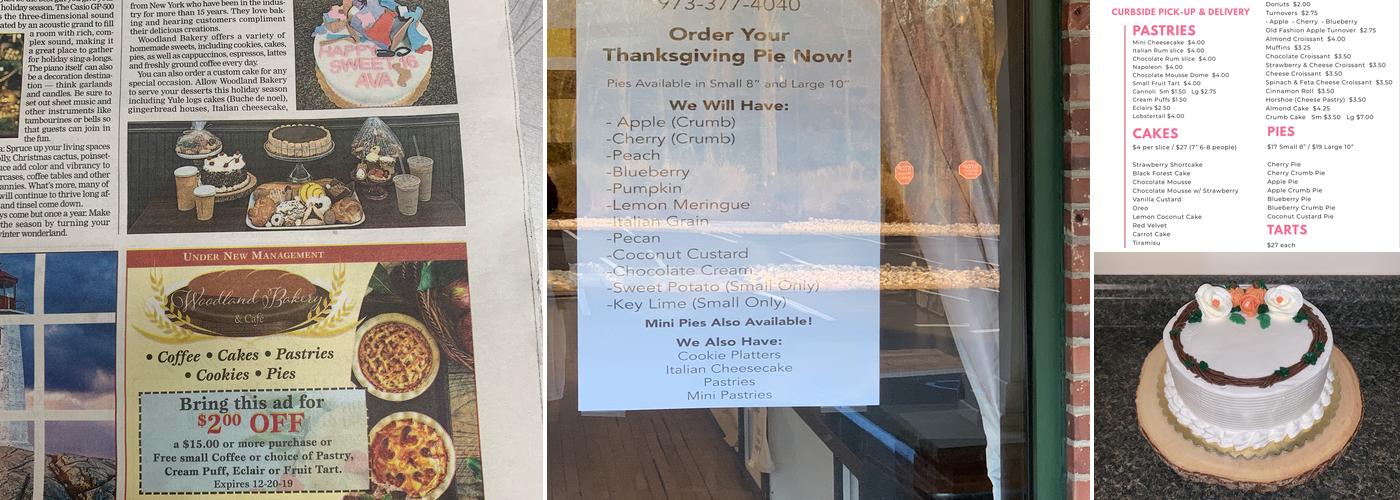 the three-dimensional sound
holiday season. The Casio GP-500
ated by an acoustic grand to fill
a room with rich, com-
plex sound, making it
a great place to gather
for holiday sing-a-longs.
The piano itself can also
be a decoration destina-
tion — think garlands
and candles. Be sure to
set out sheet music and
other instruments like
tambourines or bells so
that guests can join in
the fun.
a: Spruce up your living spaces
olly, Christmas cactus, poinset-
ce add color and vibrancy to
rcases, coffee tables and other
annies. What's more, many of
will continue to thrive long af-
and tinsel come down.
ys come but once a year. Make
the season by turning your
winter wonderland.
from New York who have been in the indus-
try for more than 15 years. They love bak-
ing and hearing customers compliment
their delicious creations.
Woodland Bakery offers a variety of
homemade sweets, including cookies, cakes,
pies, as well as cappuccinos, espressos, lattes
and freshly ground coffee every day.
You can also order a custom cake for any
special occasion. Allow Woodland Bakery
to serve your desserts this holiday season
including Yule logs cakes (Buche de noel),
gingerbread houses, Italian cheesecake,
HAPPY
SWEET 16
AVA
UNDER NEW MANAGEMENT
Woodland Bakery
& Café
• Coffee • Cakes • Pastries
• Cookies • Pies
Bring this ad for
$2.00 OFF
a $15.00 or more purchase or
Free small Coffee or choice of Pastry,
Cream Puff, Eclair or Fruit Tart.
Expires 12-20-19
973-377-4040
Order Your
Thanksgiving Pie Now!
Pies Available in Small 8" and Large 10"
We Will Have:
- Apple (Crumb)
-Cherry (Crumb)
-Peach
-Blueberry
-Pumpkin
-Lemon Meringue
-Italian Grain
-Pecan
-Coconut Custard
-Chocolate Cream
-Sweet Potato (Small Only)
-Key Lime (Small Only)
Mini Pies Also Available!
We Also Have:
Cookie Platters
Italian Cheesecake
Pastries
Mini Pastries
CURBSIDE PICK-UP & DELIVERY
PASTRIES
Mini Cheesecake $4.00
Italian Rum slice $4.00
Chocolate Rum slice $4.00
Napoleon $4.00
Chocolate Mousse Dome $4.00
Small Fruit Tart $4.00
Cannoli Sm $1.50 Lg $2.75
Cream Puffs $1.50
Eclairs $2.50
Lobstertail $4.00
CAKES
$4 per slice / $27 (7" 6-8 people)
Strawberry Shortcake
Black Forest Cake
Chocolate Mousse
Chocolate Mousse w/ Strawberry
Vanilla Custard
Oreo
Lemon Coconut Cake
Red Velvet
Carrot Cake
Tiramisu
Donuts $2.00
Turnovers $2.75
- Apple - Cherry - Blueberry
Old Fashion Apple Turnover $2.75
Almond Croissant $4.00
Muffins $3.25
Chocolate Croissant $3.50
Strawberry & Cheese Croissant $3.50
Cheese Croissant $3.50
Spinach & Feta Cheese Croissant $3.50
Cinnamon Roll $3.50
Horshoe (Cheese Pastry) $3.50
Almond Cake $4.25
Crumb Cake Sm $3.50 Lg $7.00
PIES
$17 Small 8" / $19 Large 10"
Cherry Pie
Cherry Crumb Pie
Apple Pie
Apple Crumb Pie
Blueberry Pie
Blueberry Crumb Pie
Coconut Custard Pie
TARTS
$27 each